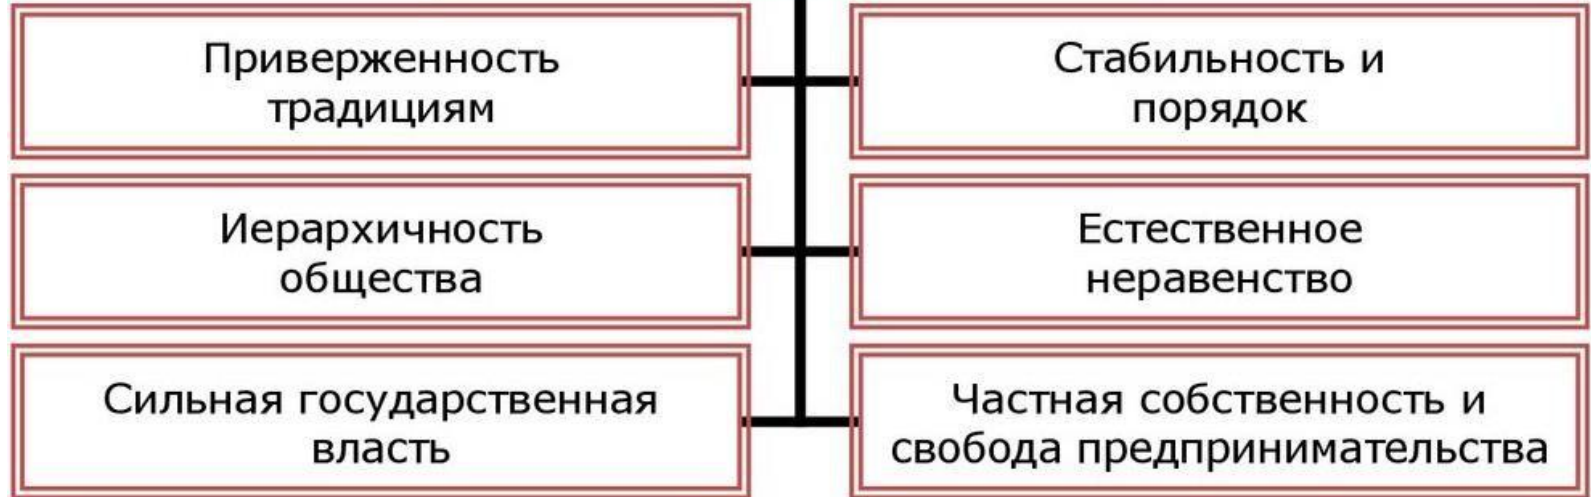 Приверженность
традициям
Стабильность и
порядок
Иерархичность
общества
Естественное
неравенство
Сильная государственная
власть
Частная собственность и
свобода предпринимательства